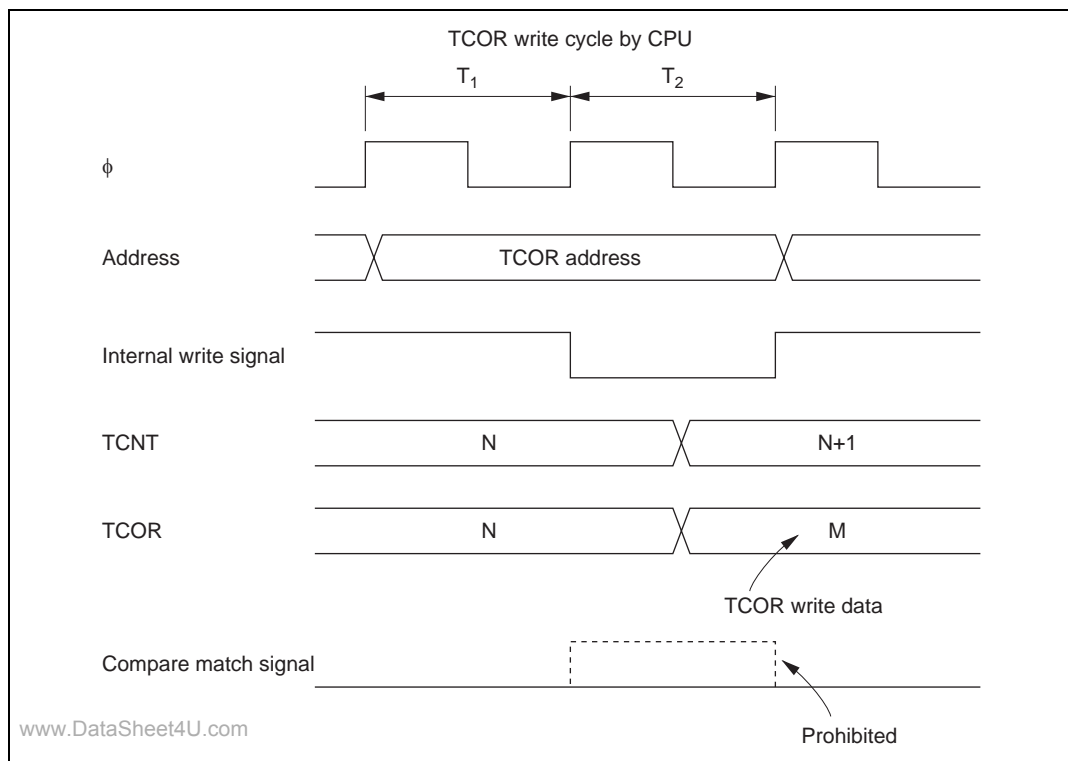 TCOR write cycle by CPU
T1 T2
ϕ
Address TCOR address
Internal write signal
TCNT N N+1
TCOR N M
TCOR write data
Compare match signal
Prohibited
www.DataSheet4U.com